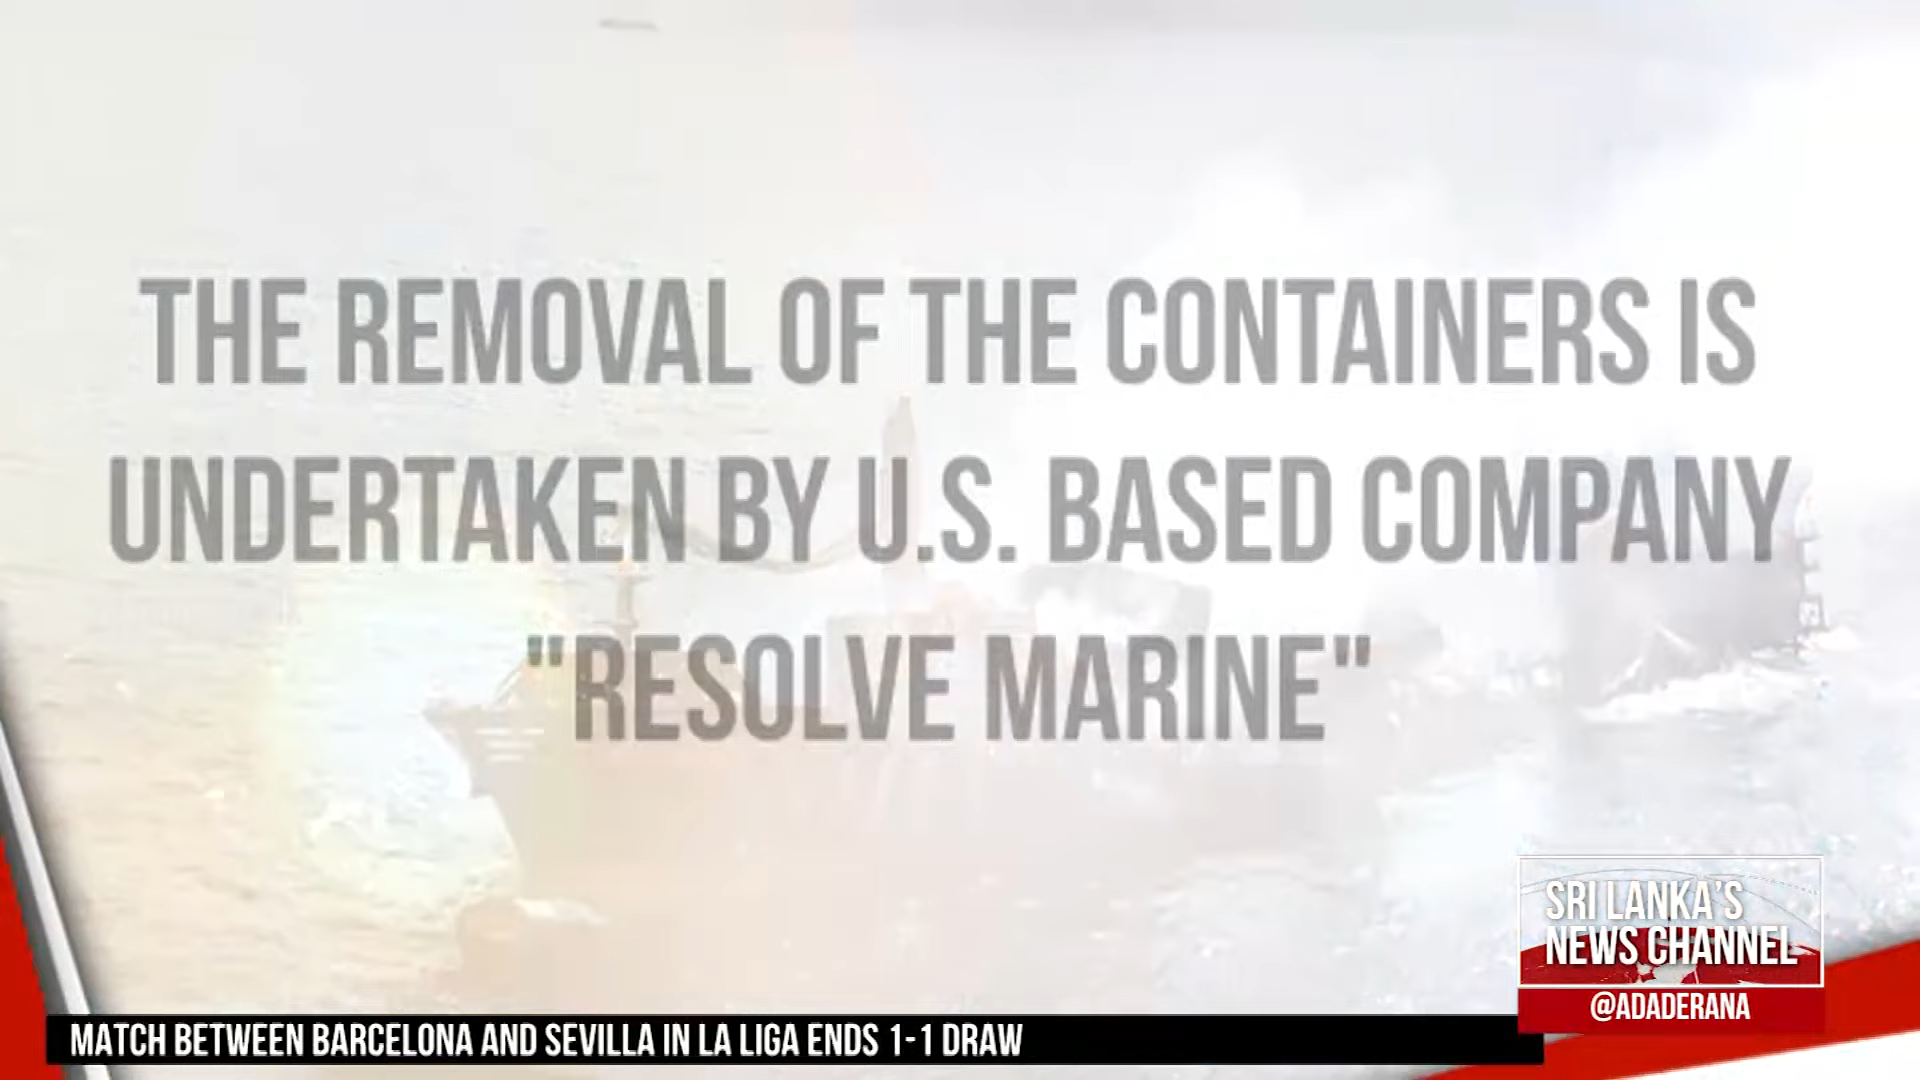 THE REMOVAL OF THE CONTAINERS IS
UNDERTAKEN BY U.S. BASED COMPANY
"RESOLVE MARINE"
SRI LANKA'S
NEWS CHANNEL
@ADADERANA
MATCH BETWEEN BARCELONA AND SEVILLA IN LA LIGA ENDS 1-1 DRAW